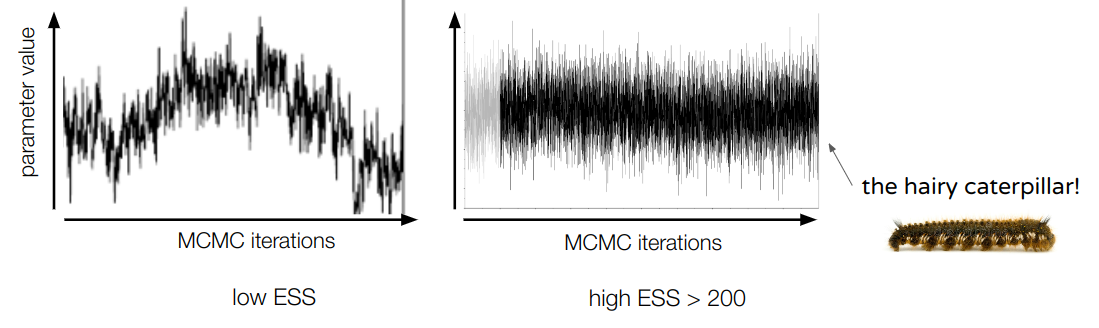 parameter value
MCMC iterations
low ESS
MCMC iterations
high ESS > 200
the hairy caterpillar!